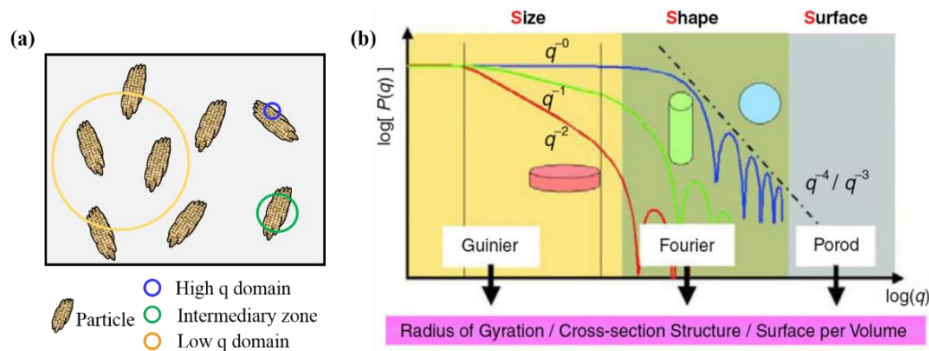 (a)
Particle
High q domain
Intermediary zone
Low q domain
(b)
Size Shape Surface
log[ P(q)]
q⁻⁰
q⁻¹
q⁻²
q⁻⁴ / q⁻³
Guinier Fourier Porod
log(q)
Radius of Gyration / Cross-section Structure / Surface per Volume